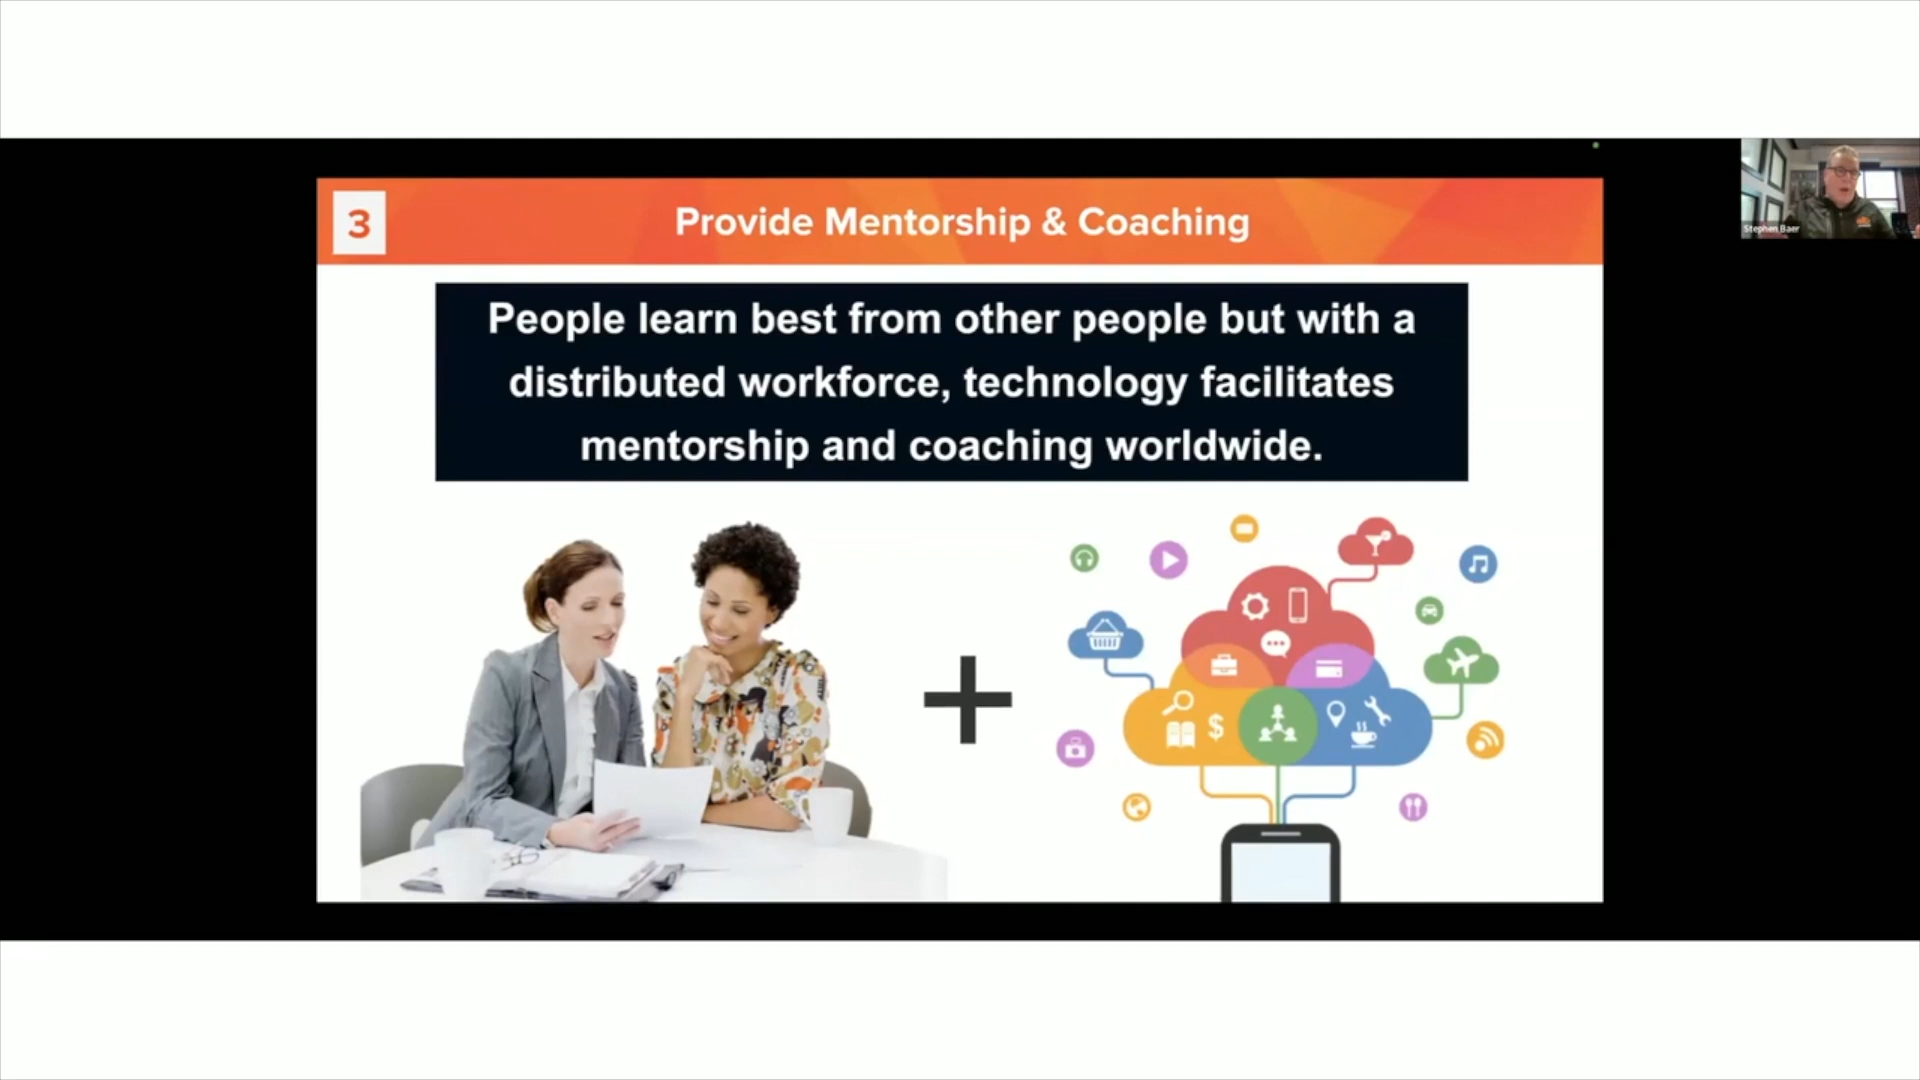 3
Provide Mentorship & Coaching
Stephen Baer
People learn best from other people but with a
distributed workforce, technology facilitates
mentorship and coaching worldwide.
$